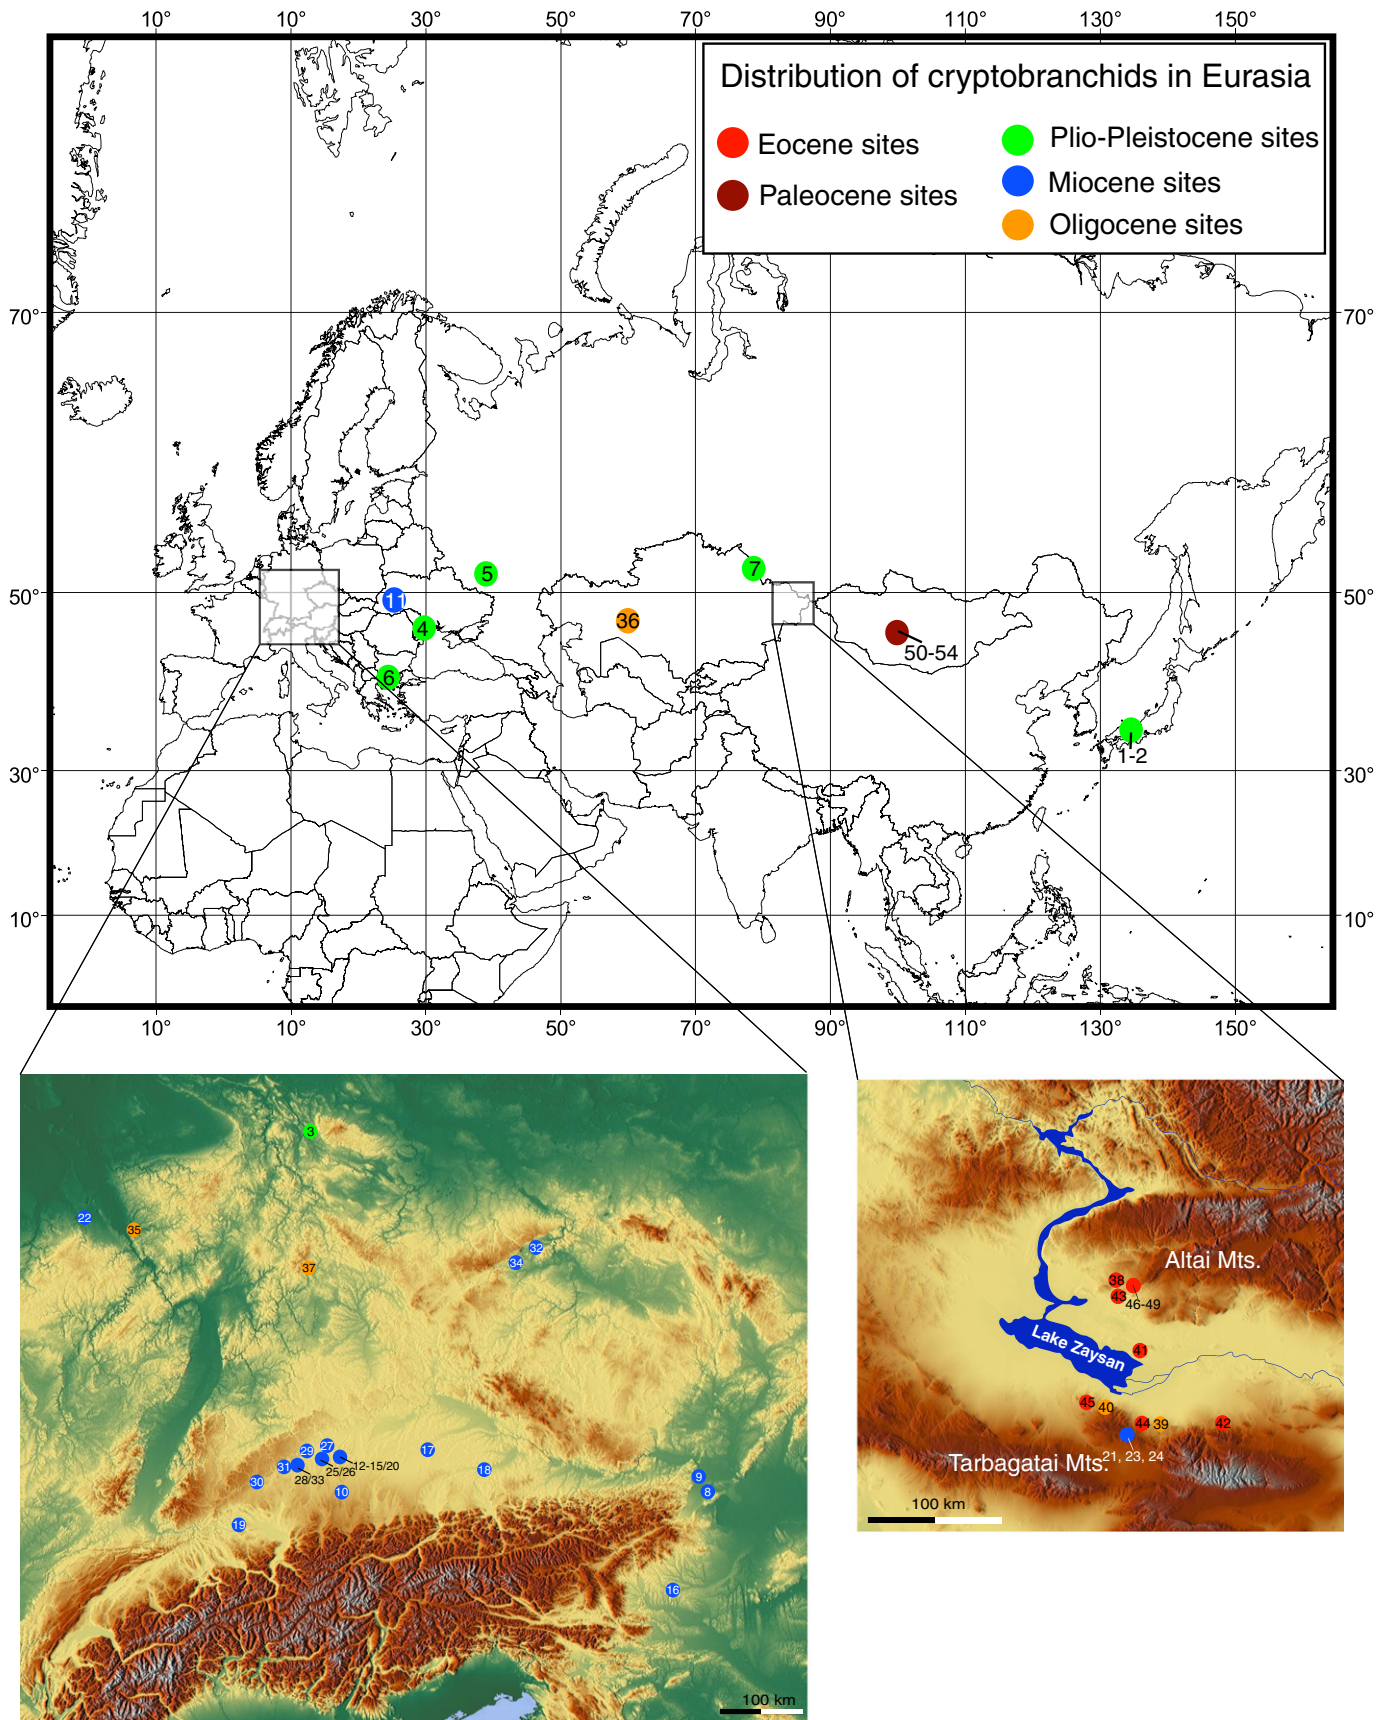 10° 10° 30° 50° 70° 90° 110° 130° 150°
Distribution of cryptobranchids in Eurasia
Eocene sites
Plio-Pleistocene sites
Paleocene sites
Miocene sites
Oligocene sites
70° 70°
50° 50°
5
7
11
36
4
50-54
6
1-2
30° 30°
10° 10°
10° 10° 30° 50° 70° 90° 110° 130° 150°
3
22
35
37
32
34
29
27
17
12-15/20
25/26
28/33
31
30
10
18
9
8
19
16
100 km
Altai Mts.
38
43
46-49
Lake Zaysan
41
45
40
44
39
42
21, 23, 24
Tarbagatai Mts.
100 km